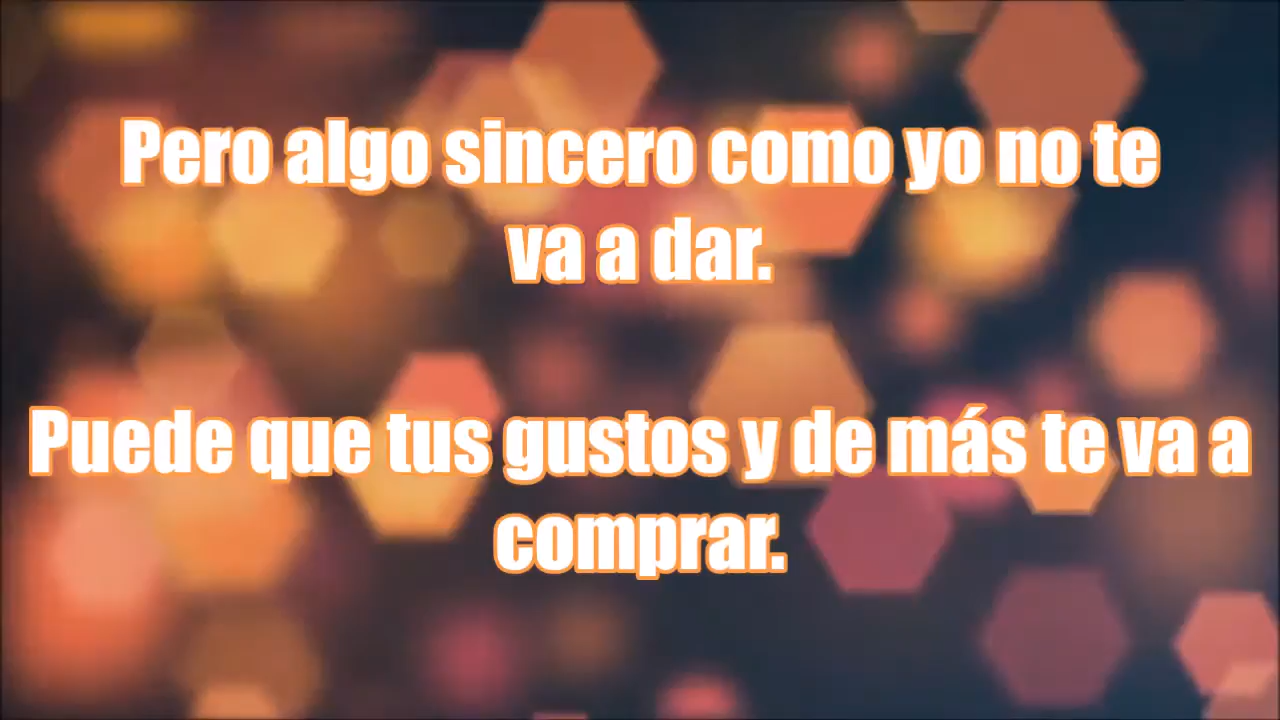 Pero algo sincero como yo no te
va a dar.
Puede que tus gustos y de más te va a
comprar.